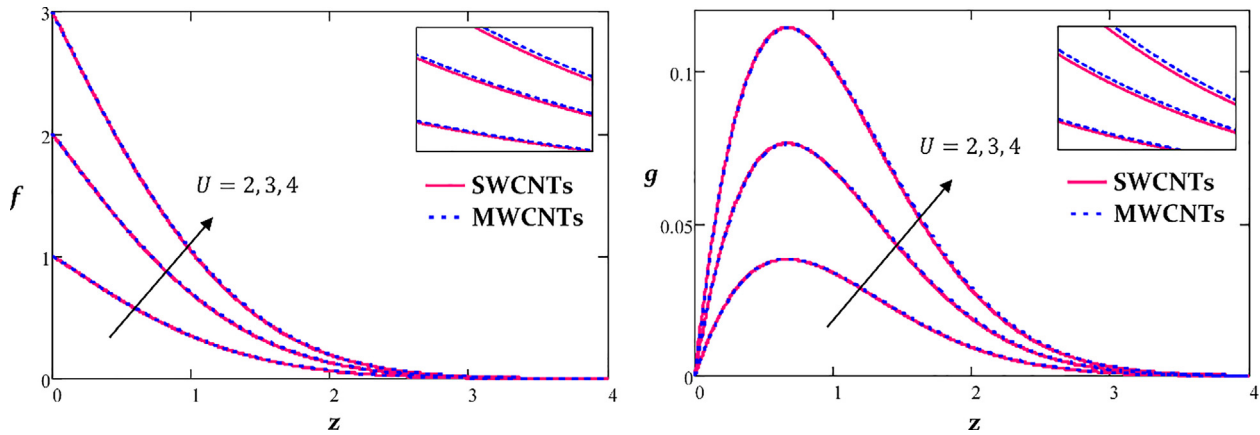 3
2
1
0
f
U = 2, 3, 4
SWCNTs
MWCNTs
0
1
2
3
4
z
0.1
0.05
0
g
U = 2, 3, 4
SWCNTs
MWCNTs
0
1
2
3
4
z